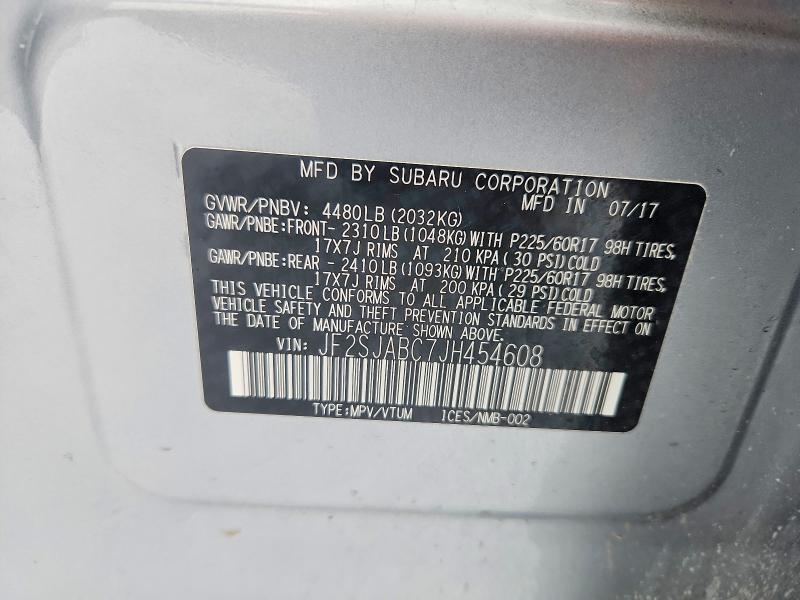 MFD BY SUBARU CORPORATION
MFD IN 07/17
GVWR/PNBV: 4480LB(2032KG)
GAWR/PNBE:FRONT- 2310LB(1048KG)WITH P225/60R17 98H TIRES,
17X7J RIMS AT 210 KPA(30 PSI)COLD
GAWR/PNBE:REAR - 2410LB(1093KG)WITH P225/60R17 98H TIRES,
17X7J RIMS AT 200 KPA(29 PSI)COLD
THIS VEHICLE CONFORMS TO ALL APPLICABLE FEDERAL MOTOR
VEHICLE SAFETY AND THEFT PREVENTION STANDARDS IN EFFECT ON
THE DATE OF MANUFACTURE SHOWN ABOVE.
VIN: JF2SJABC7JH454608
TYPE:MPV/VTUM ICES/NMB-002